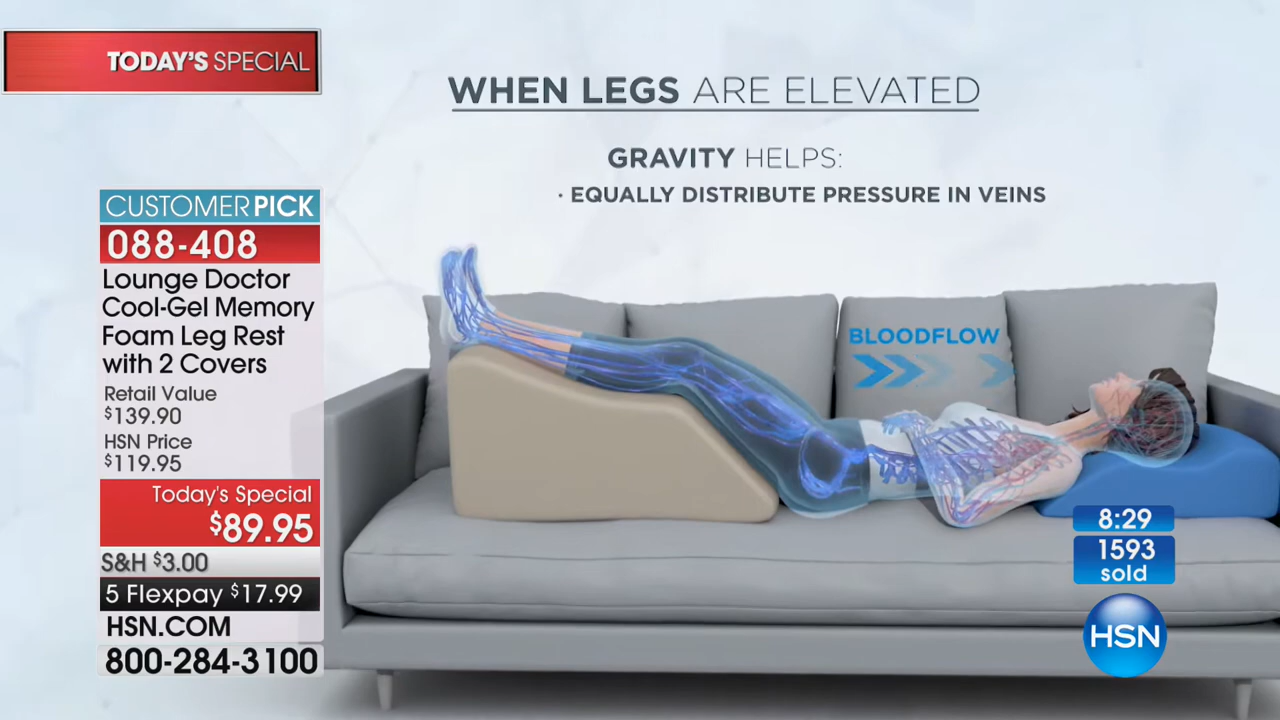 TODAY'S SPECIAL
WHEN LEGS ARE ELEVATED
GRAVITY HELPS:
· EQUALLY DISTRIBUTE PRESSURE IN VEINS
CUSTOMER PICK
088-408
Lounge Doctor
Cool-Gel Memory
Foam Leg Rest
with 2 Covers
Retail Value
$139.90
HSN Price
$119.95
Today's Special
$89.95
S&H $3.00
5 Flexpay $17.99
HSN.COM
800-284-3100
BLOODFLOW
8:29
1593
sold
HSN